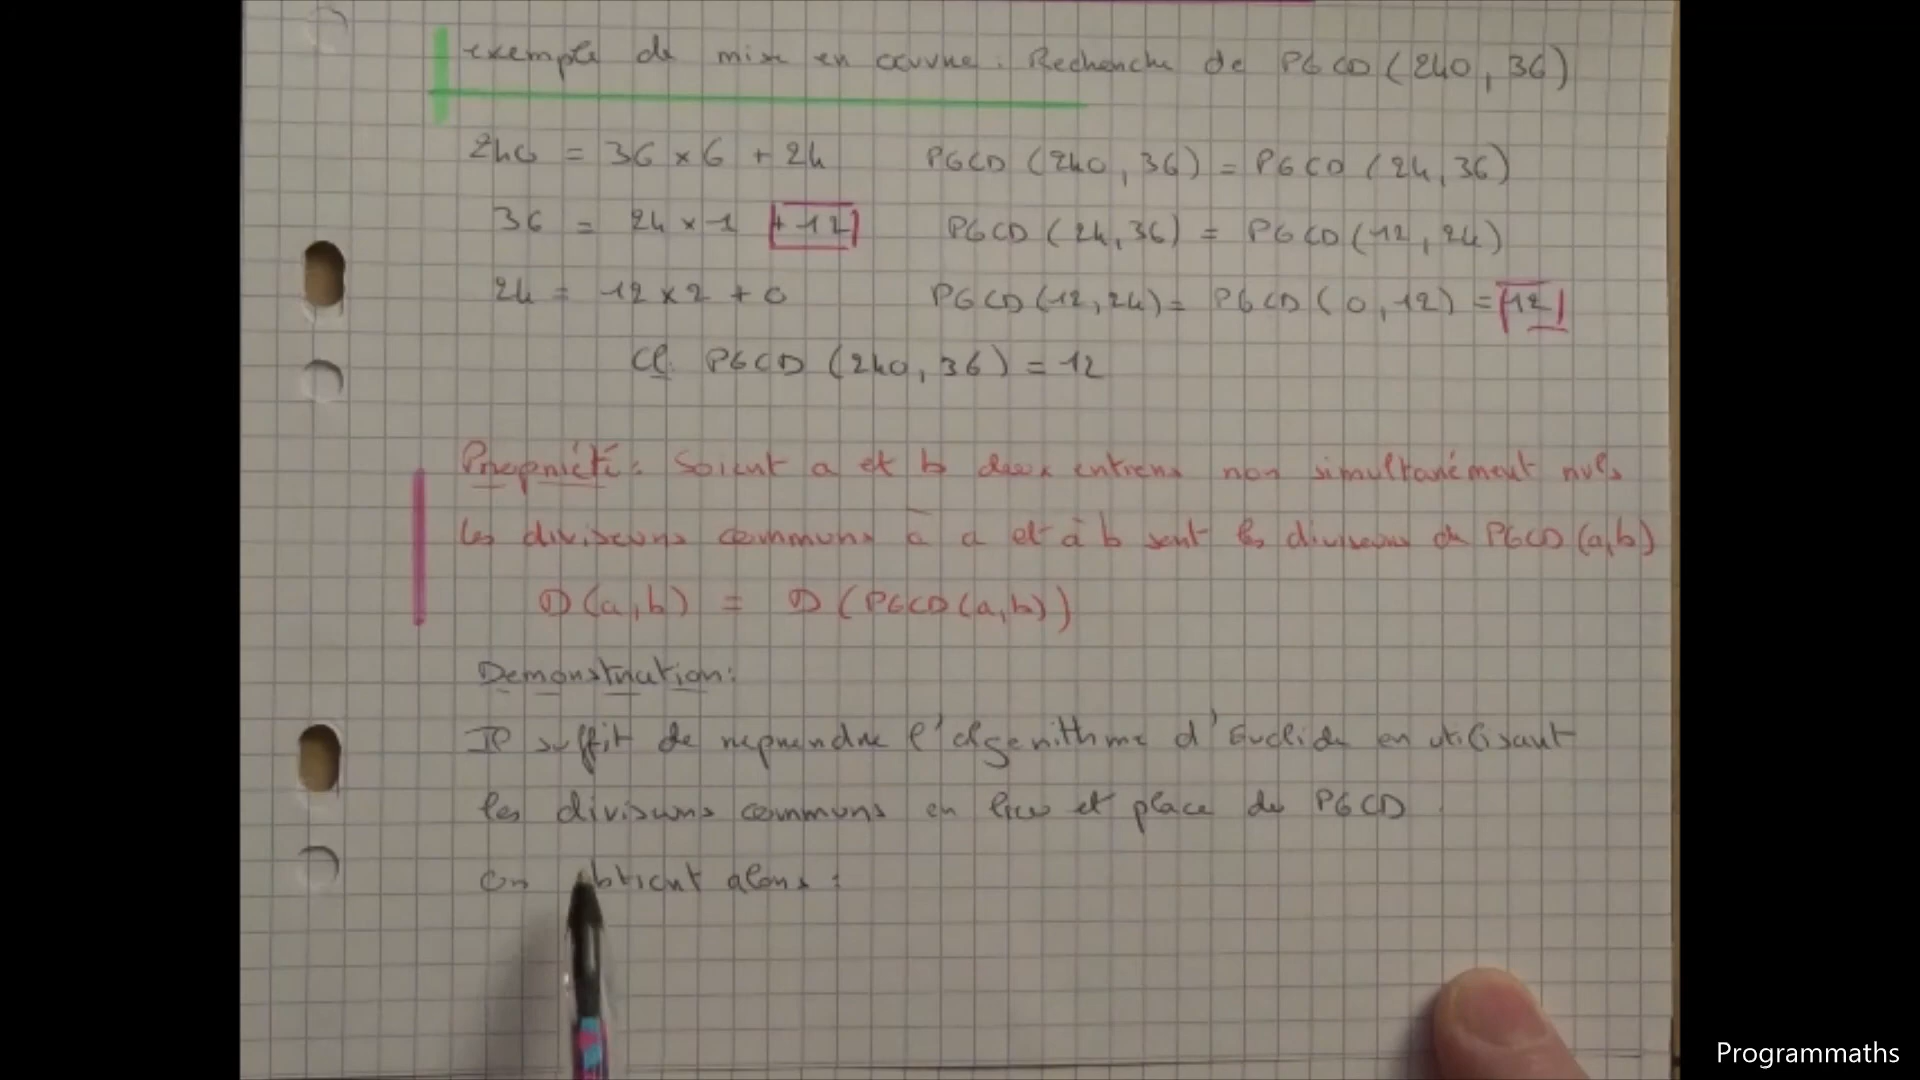 exemple de mise en œuvre : Recherche de PGCD (240, 36)
240 = 36 × 6 + 24 PGCD (240, 36) = PGCD (24, 36)
36 = 24 × 1 + 12 PGCD (24, 36) = PGCD (12, 24)
24 = 12 × 2 + 0 PGCD (12, 24) = PGCD (0, 12) = 12
Cl. PGCD (240, 36) = 12
Propriété : Soient a et b deux entiers non simultanément nuls
les diviseurs communs à a et à b sont les diviseurs de PGCD (a, b)
D (a, b) = D (PGCD (a, b))
Demonstration :
Il suffit de reprendre l'algorithme d'Euclide en utilisant
les diviseurs communs en lieu et place de PGCD
On obtient alors :
Programmaths